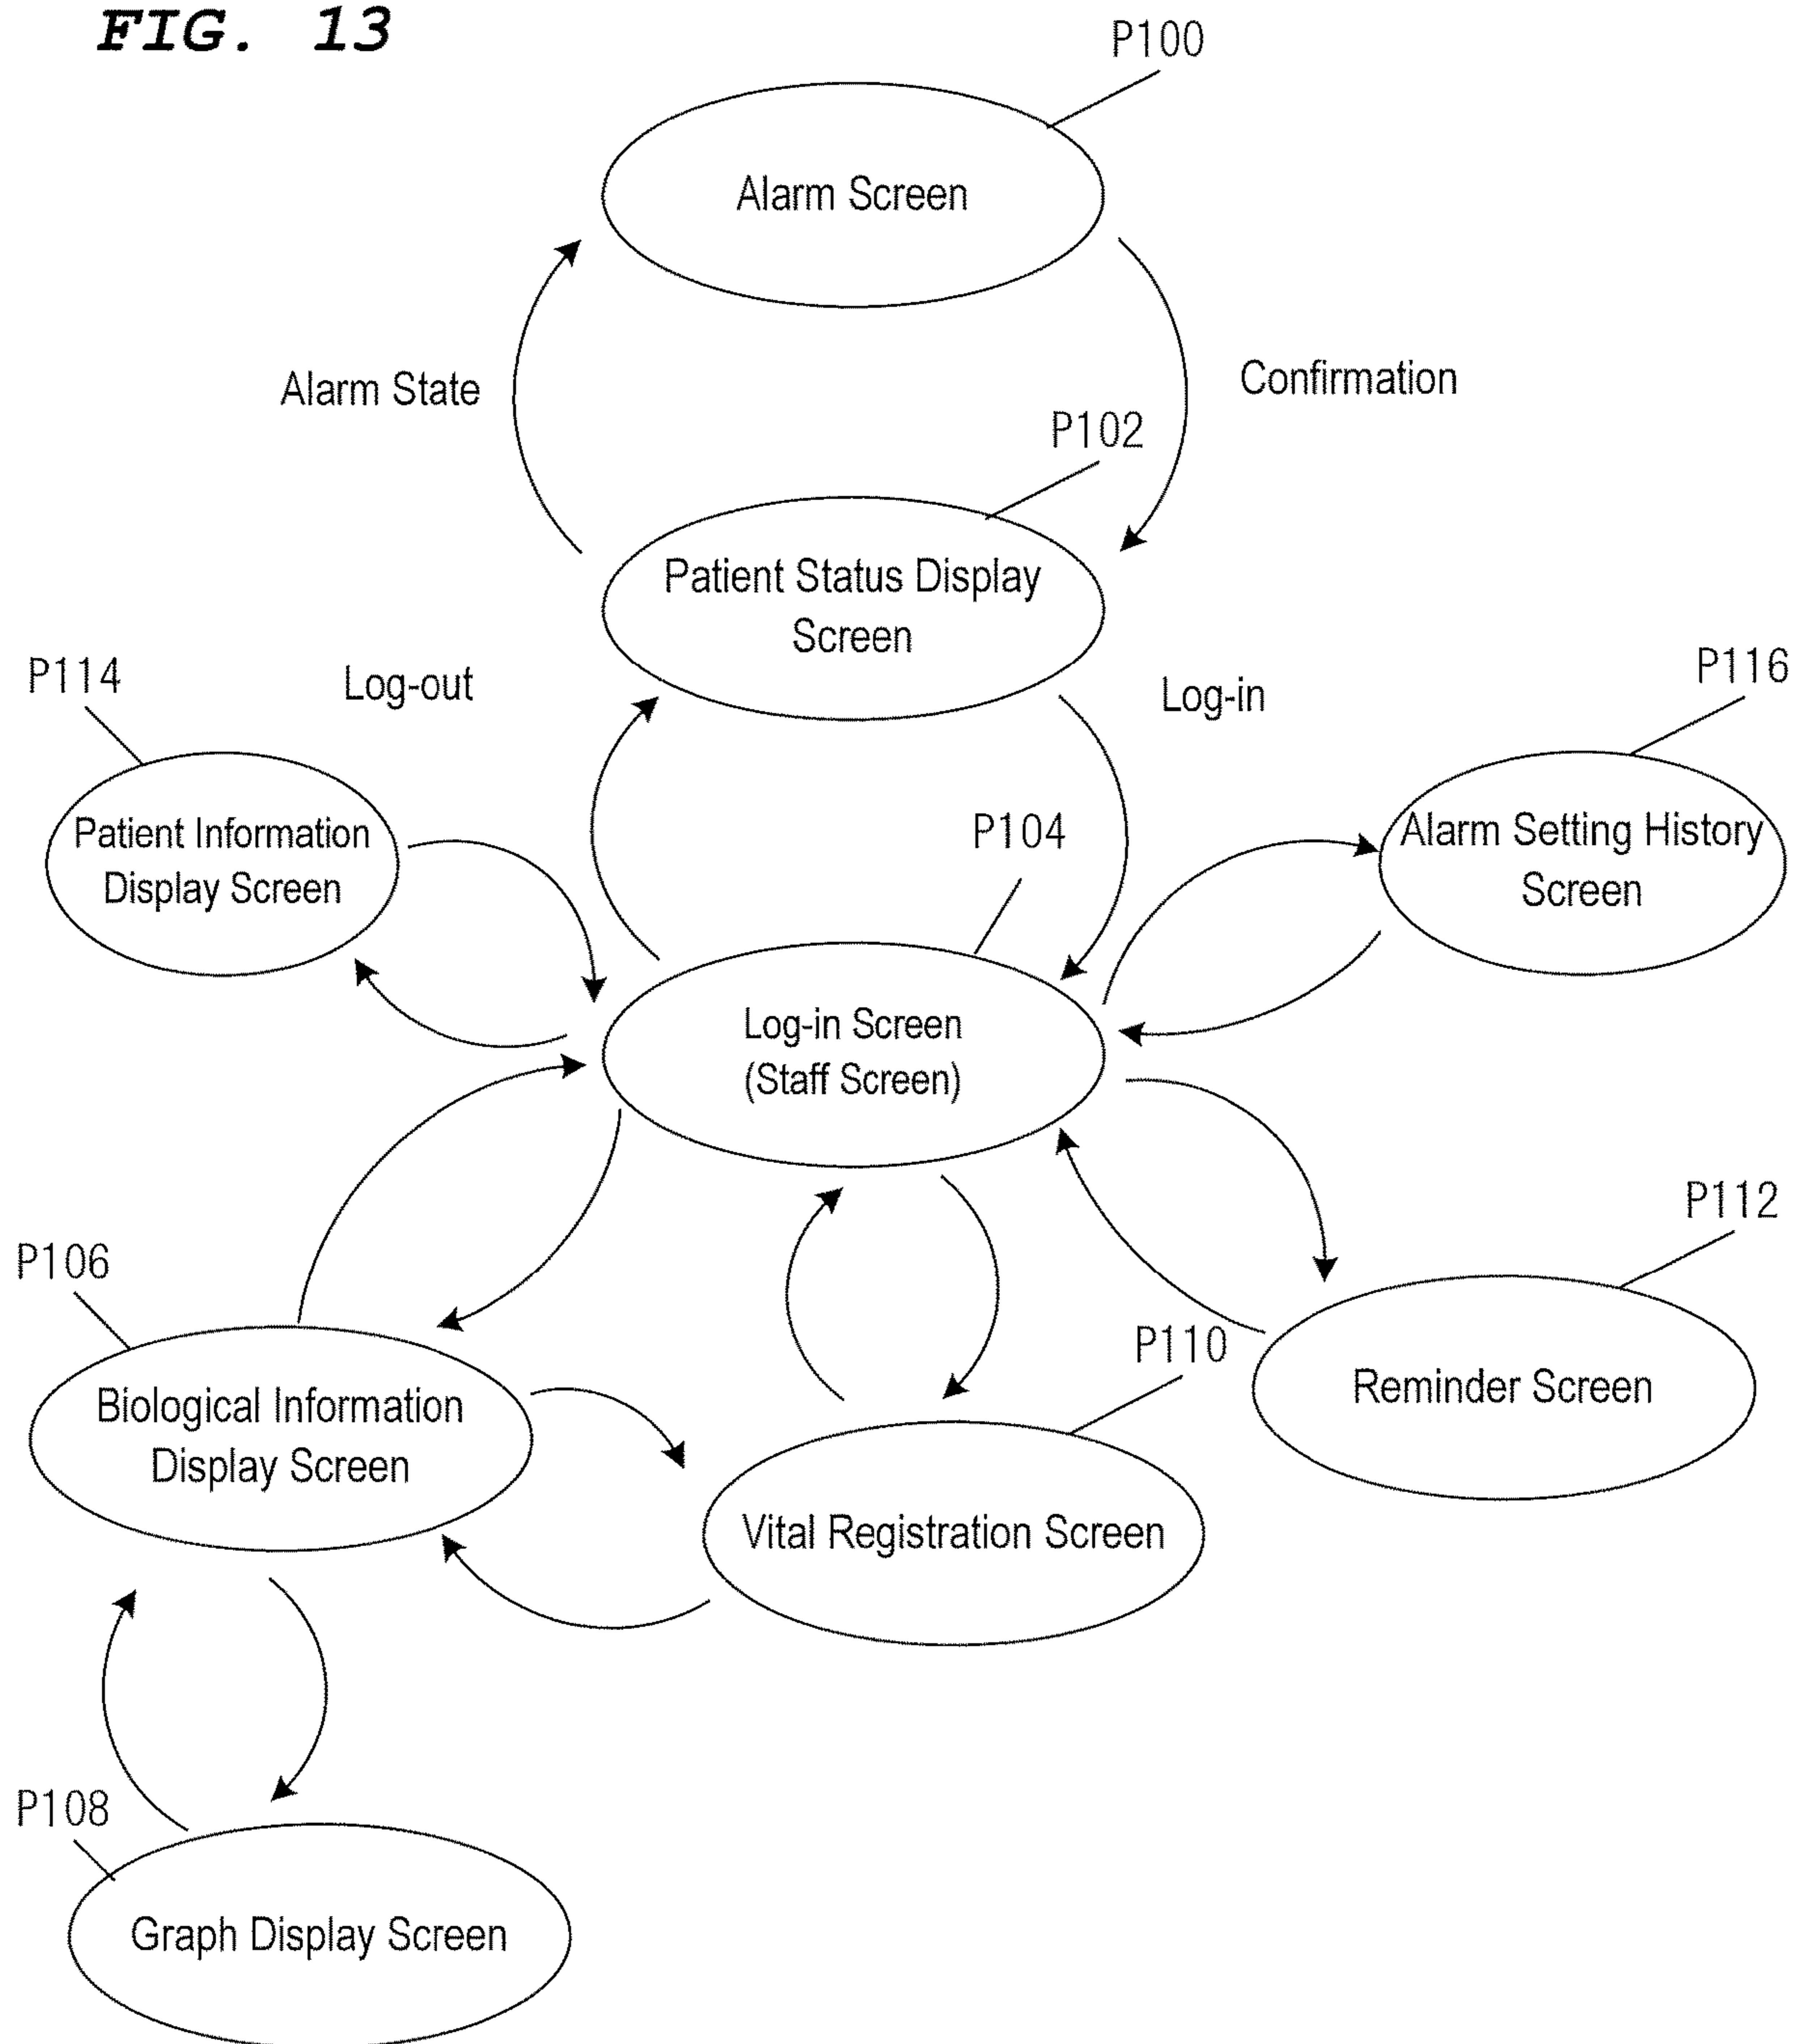 FIG. 13
P100
Alarm Screen
Alarm State
Confirmation
P102
Patient Status Display
Screen
P114
Log-out
Log-in
P116
Patient Information
Display Screen
P104
Alarm Setting History
Screen
Log-in Screen
(Staff Screen)
P106
P112
P110
Biological Information
Display Screen
Reminder Screen
Vital Registration Screen
P108
Graph Display Screen